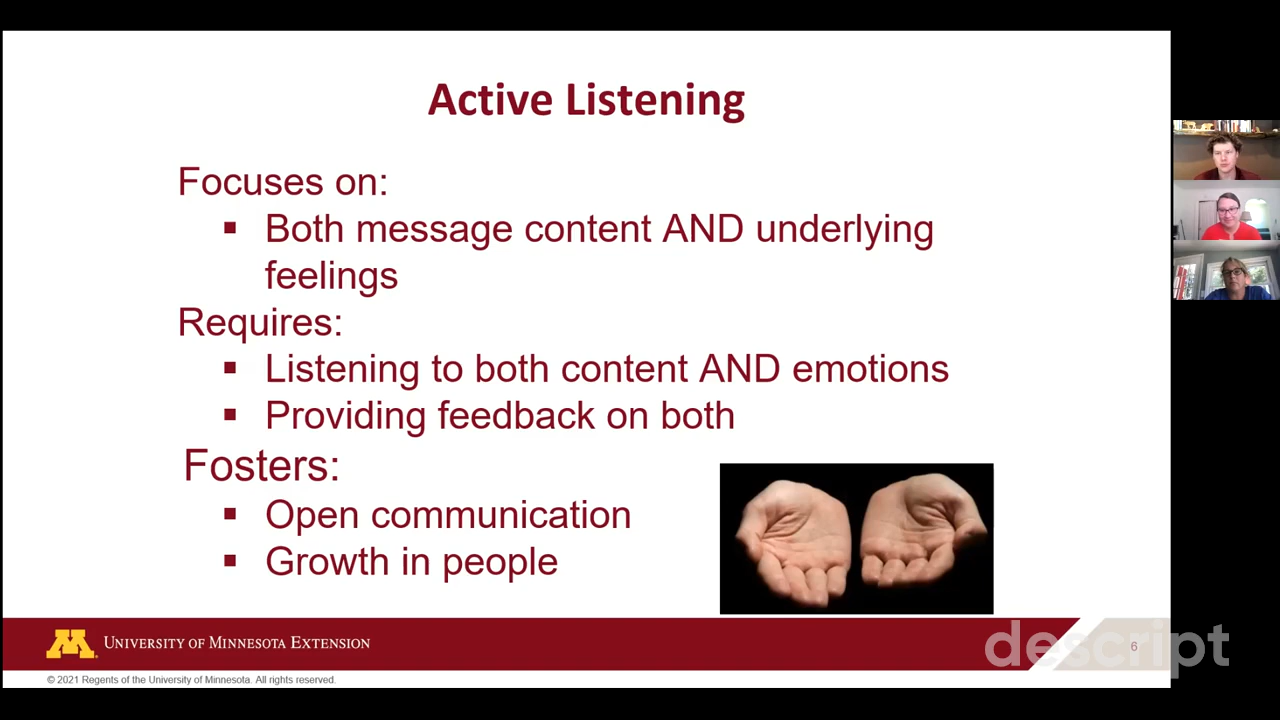 Active Listening
Focuses on:
▪ Both message content AND underlying
feelings
Requires:
▪ Listening to both content AND emotions
▪ Providing feedback on both
Fosters:
▪ Open communication
▪ Growth in people
M
UNIVERSITY OF MINNESOTA EXTENSION
descript
6
© 2021 Regents of the University of Minnesota. All rights reserved.